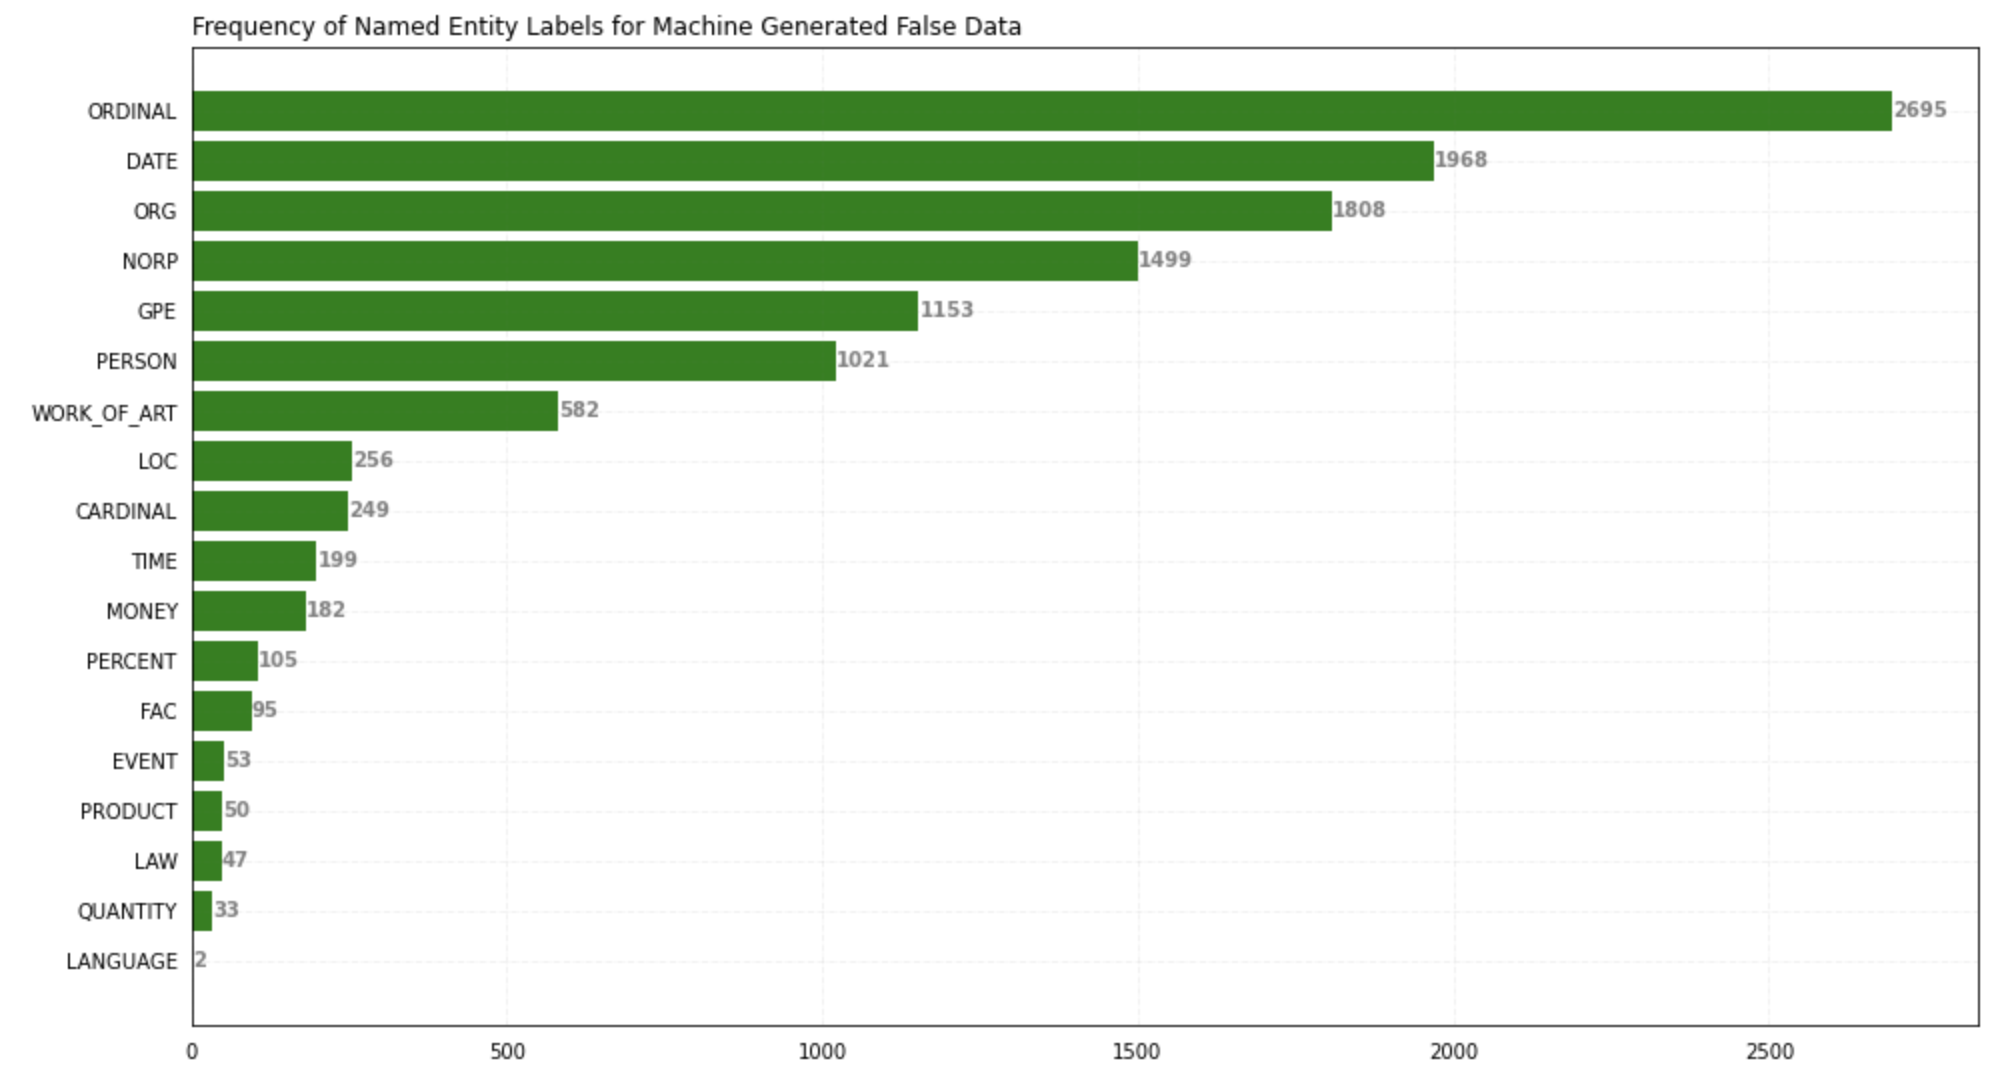 Frequency of Named Entity Labels for Machine Generated False Data
ORDINAL 2695
DATE 1968
ORG 1808
NORP 1499
GPE 1153
PERSON 1021
WORK_OF_ART 582
LOC 256
CARDINAL 249
TIME 199
MONEY 182
PERCENT 105
FAC 95
EVENT 53
PRODUCT 50
LAW 47
QUANTITY 33
LANGUAGE 2
0 500 1000 1500 2000 2500